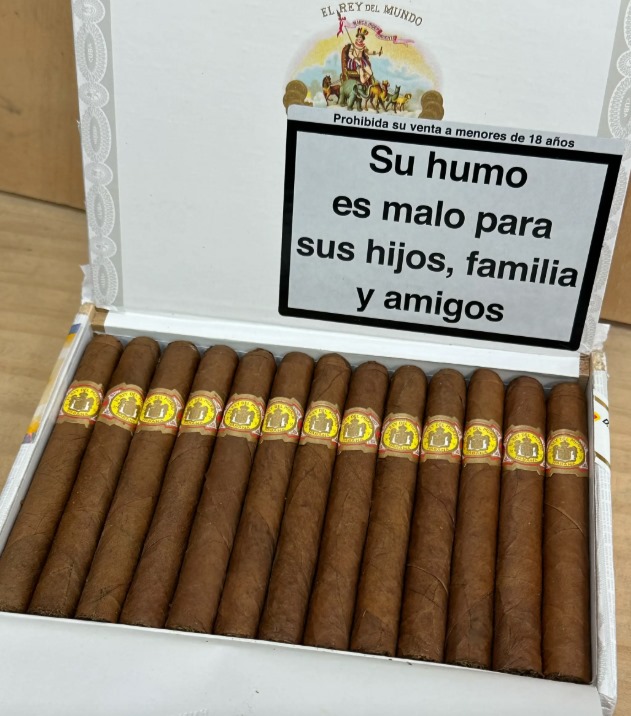 EL REY DEL MUNDO
Prohibida su venta a menores de 18 años
Su humo
es malo para
sus hijos, familia
y amigos